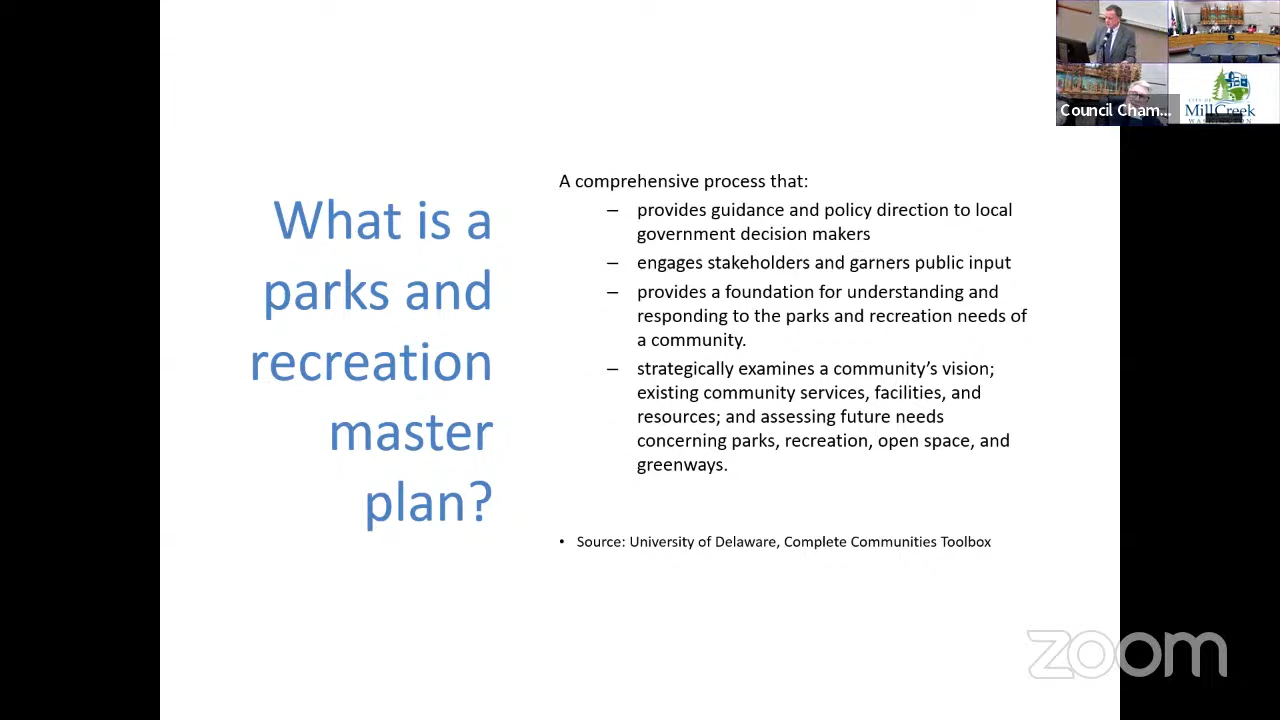 What is a
parks and
recreation
master
plan?
A comprehensive process that:
– provides guidance and policy direction to local
government decision makers
– engages stakeholders and garners public input
– provides a foundation for understanding and
responding to the parks and recreation needs of
a community.
– strategically examines a community’s vision;
existing community services, facilities, and
resources; and assessing future needs
concerning parks, recreation, open space, and
greenways.
• Source: University of Delaware, Complete Communities Toolbox
Council Cham...
CITY OF
Mill Creek
WASHINGTON
zoom